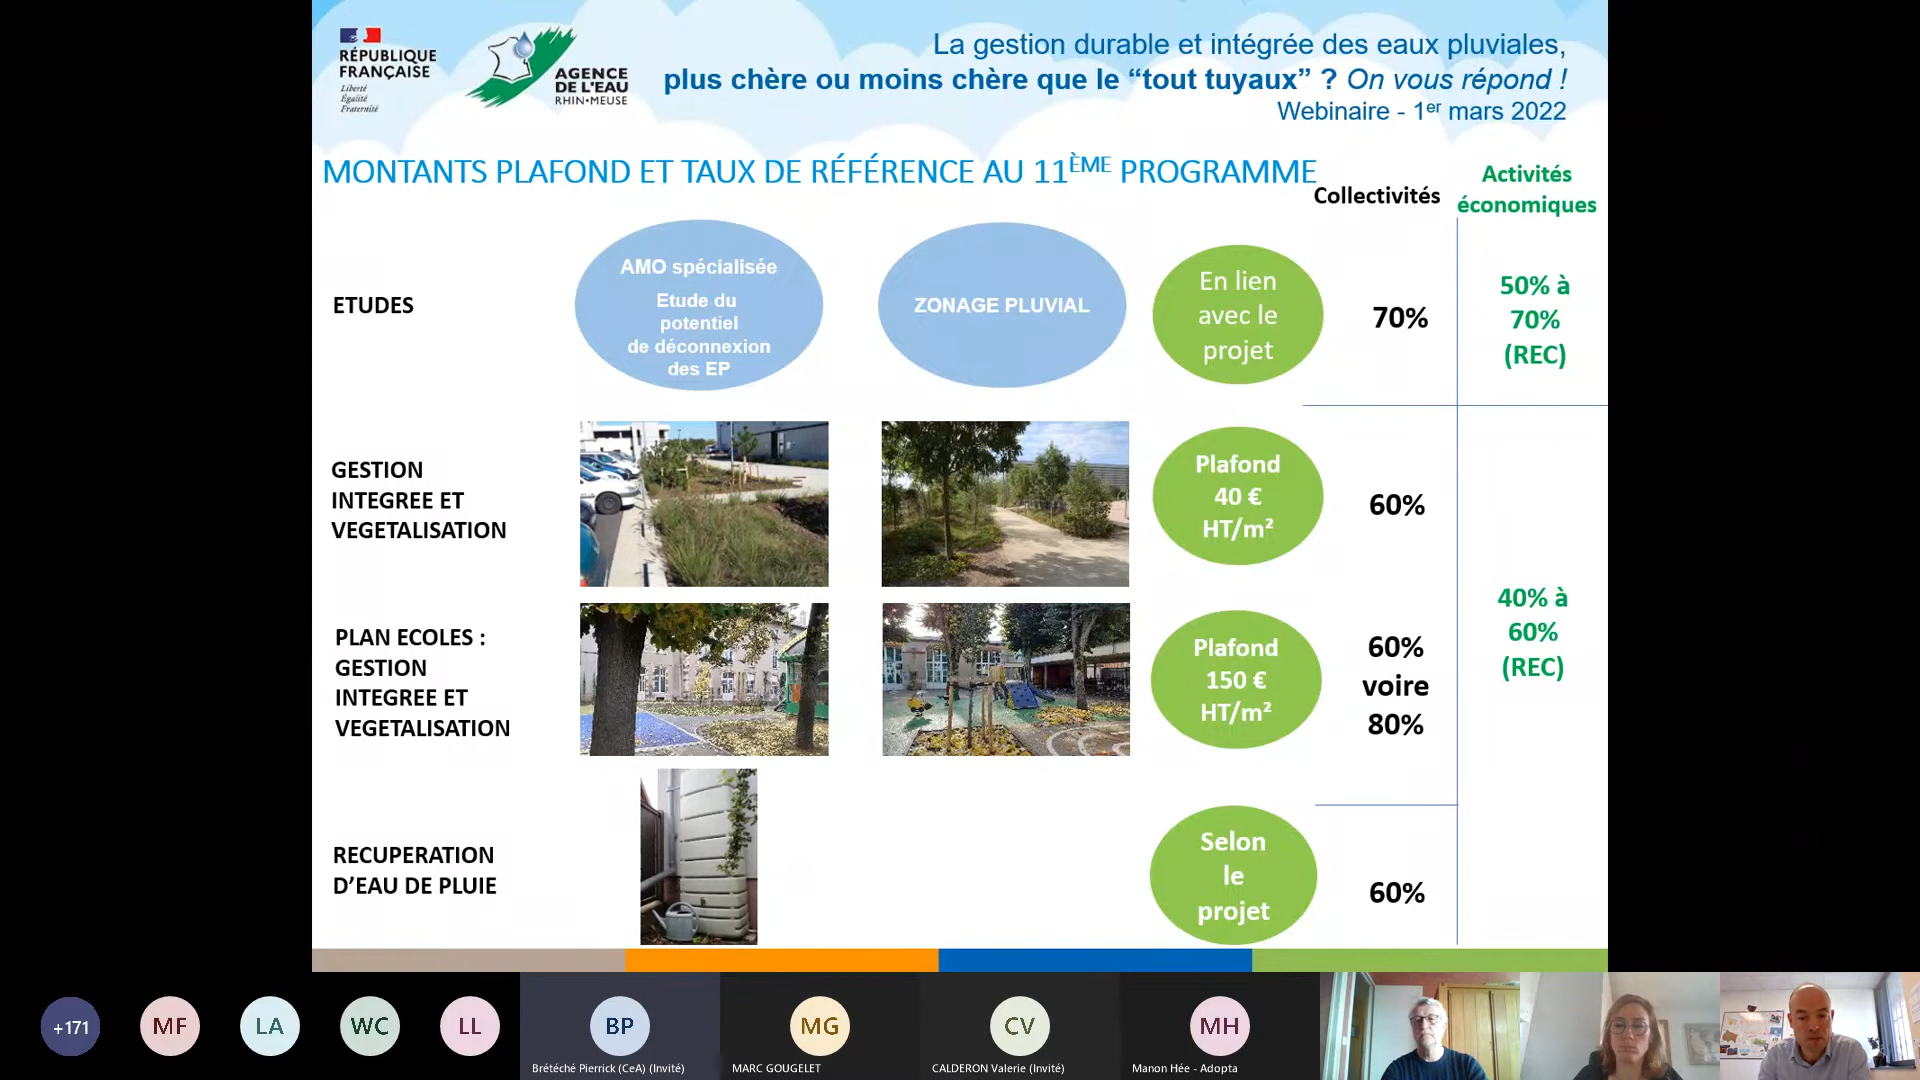 RÉPUBLIQUE
FRANÇAISE
Liberté
Égalité
Fraternité
AGENCE
DE L'EAU
RHIN•MEUSE
La gestion durable et intégrée des eaux pluviales,
plus chère ou moins chère que le “tout tuyaux” ? On vous répond !
Webinaire - 1er mars 2022
MONTANTS PLAFOND ET TAUX DE RÉFÉRENCE AU 11ÈME PROGRAMME
Collectivités
Activités
économiques
ETUDES
AMO spécialisée
Etude du
potentiel
de déconnexion
des EP
ZONAGE PLUVIAL
En lien
avec le
projet
70%
50% à
70%
(REC)
GESTION
INTEGREE ET
VEGETALISATION
Plafond
40 €
HT/m²
60%
PLAN ECOLES :
GESTION
INTEGREE ET
VEGETALISATION
Plafond
150 €
HT/m²
60%
voire
80%
40% à
60%
(REC)
RECUPERATION
D’EAU DE PLUIE
Selon
le
projet
60%
+171
MF
LA
WC
LL
BP
Brétéché Pierrick (CeA) (Invité)
MG
MARC GOUGELET
CV
CALDERON Valerie (Invité)
MH
Manon Hée - Adopta